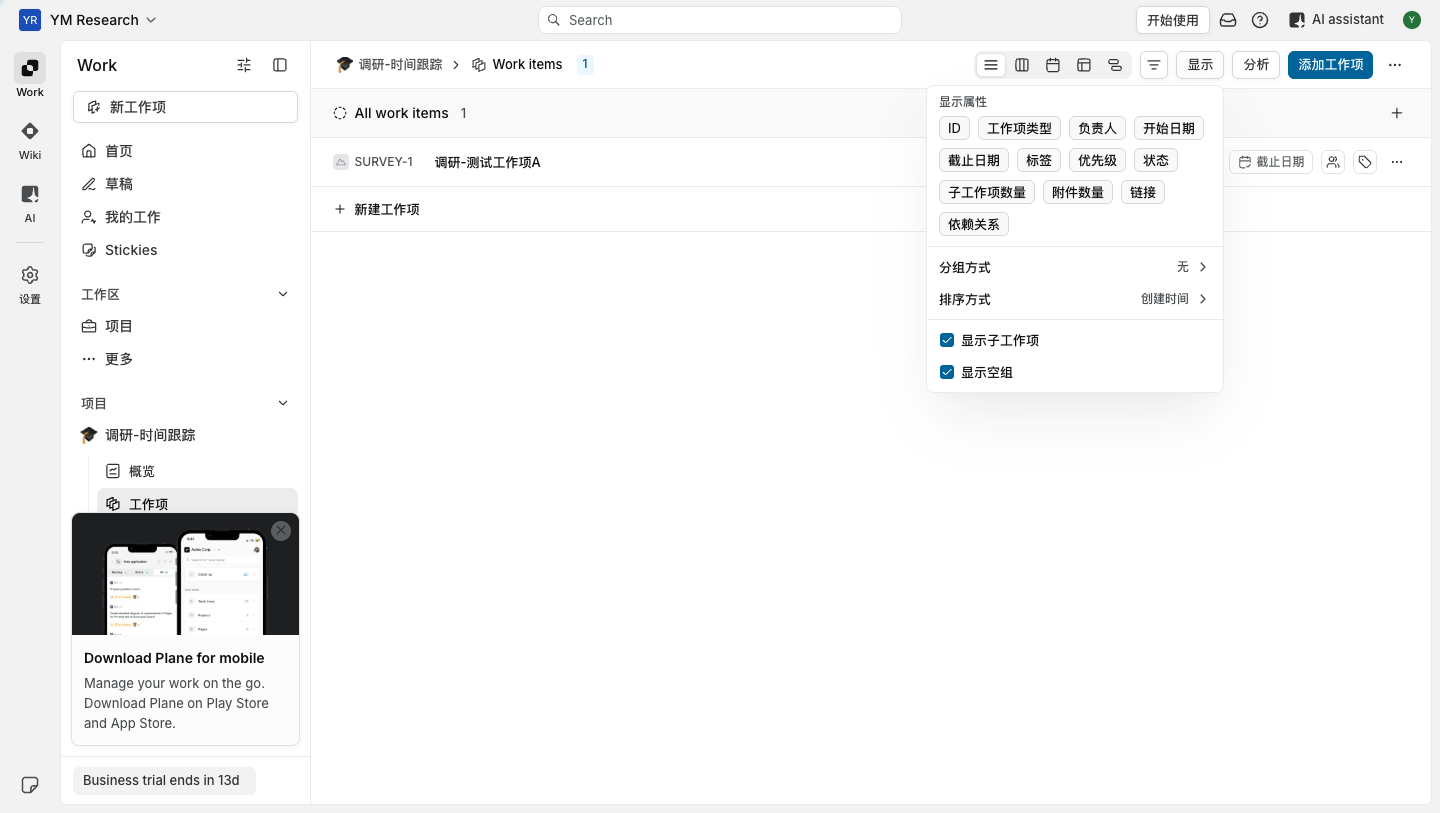 YR YM Research
Search
开始使用
AI assistant
Y
Work
Wiki
AI
设置
Work
新工作项
首页
草稿
我的工作
Stickies
工作区
项目
更多
项目
调研-时间跟踪
概览
工作项
Download Plane for mobile
Manage your work on the go.
Download Plane on Play Store
and App Store.
Business trial ends in 13d
调研-时间跟踪 Work items 1
显示 分析 添加工作项
All work items 1
SURVEY-1 调研-测试工作项A
截止日期
新建工作项
显示属性
ID 工作项类型 负责人 开始日期
截止日期 标签 优先级 状态
子工作项数量 附件数量 链接
依赖关系
分组方式 无
排序方式 创建时间
显示子工作项
显示空组